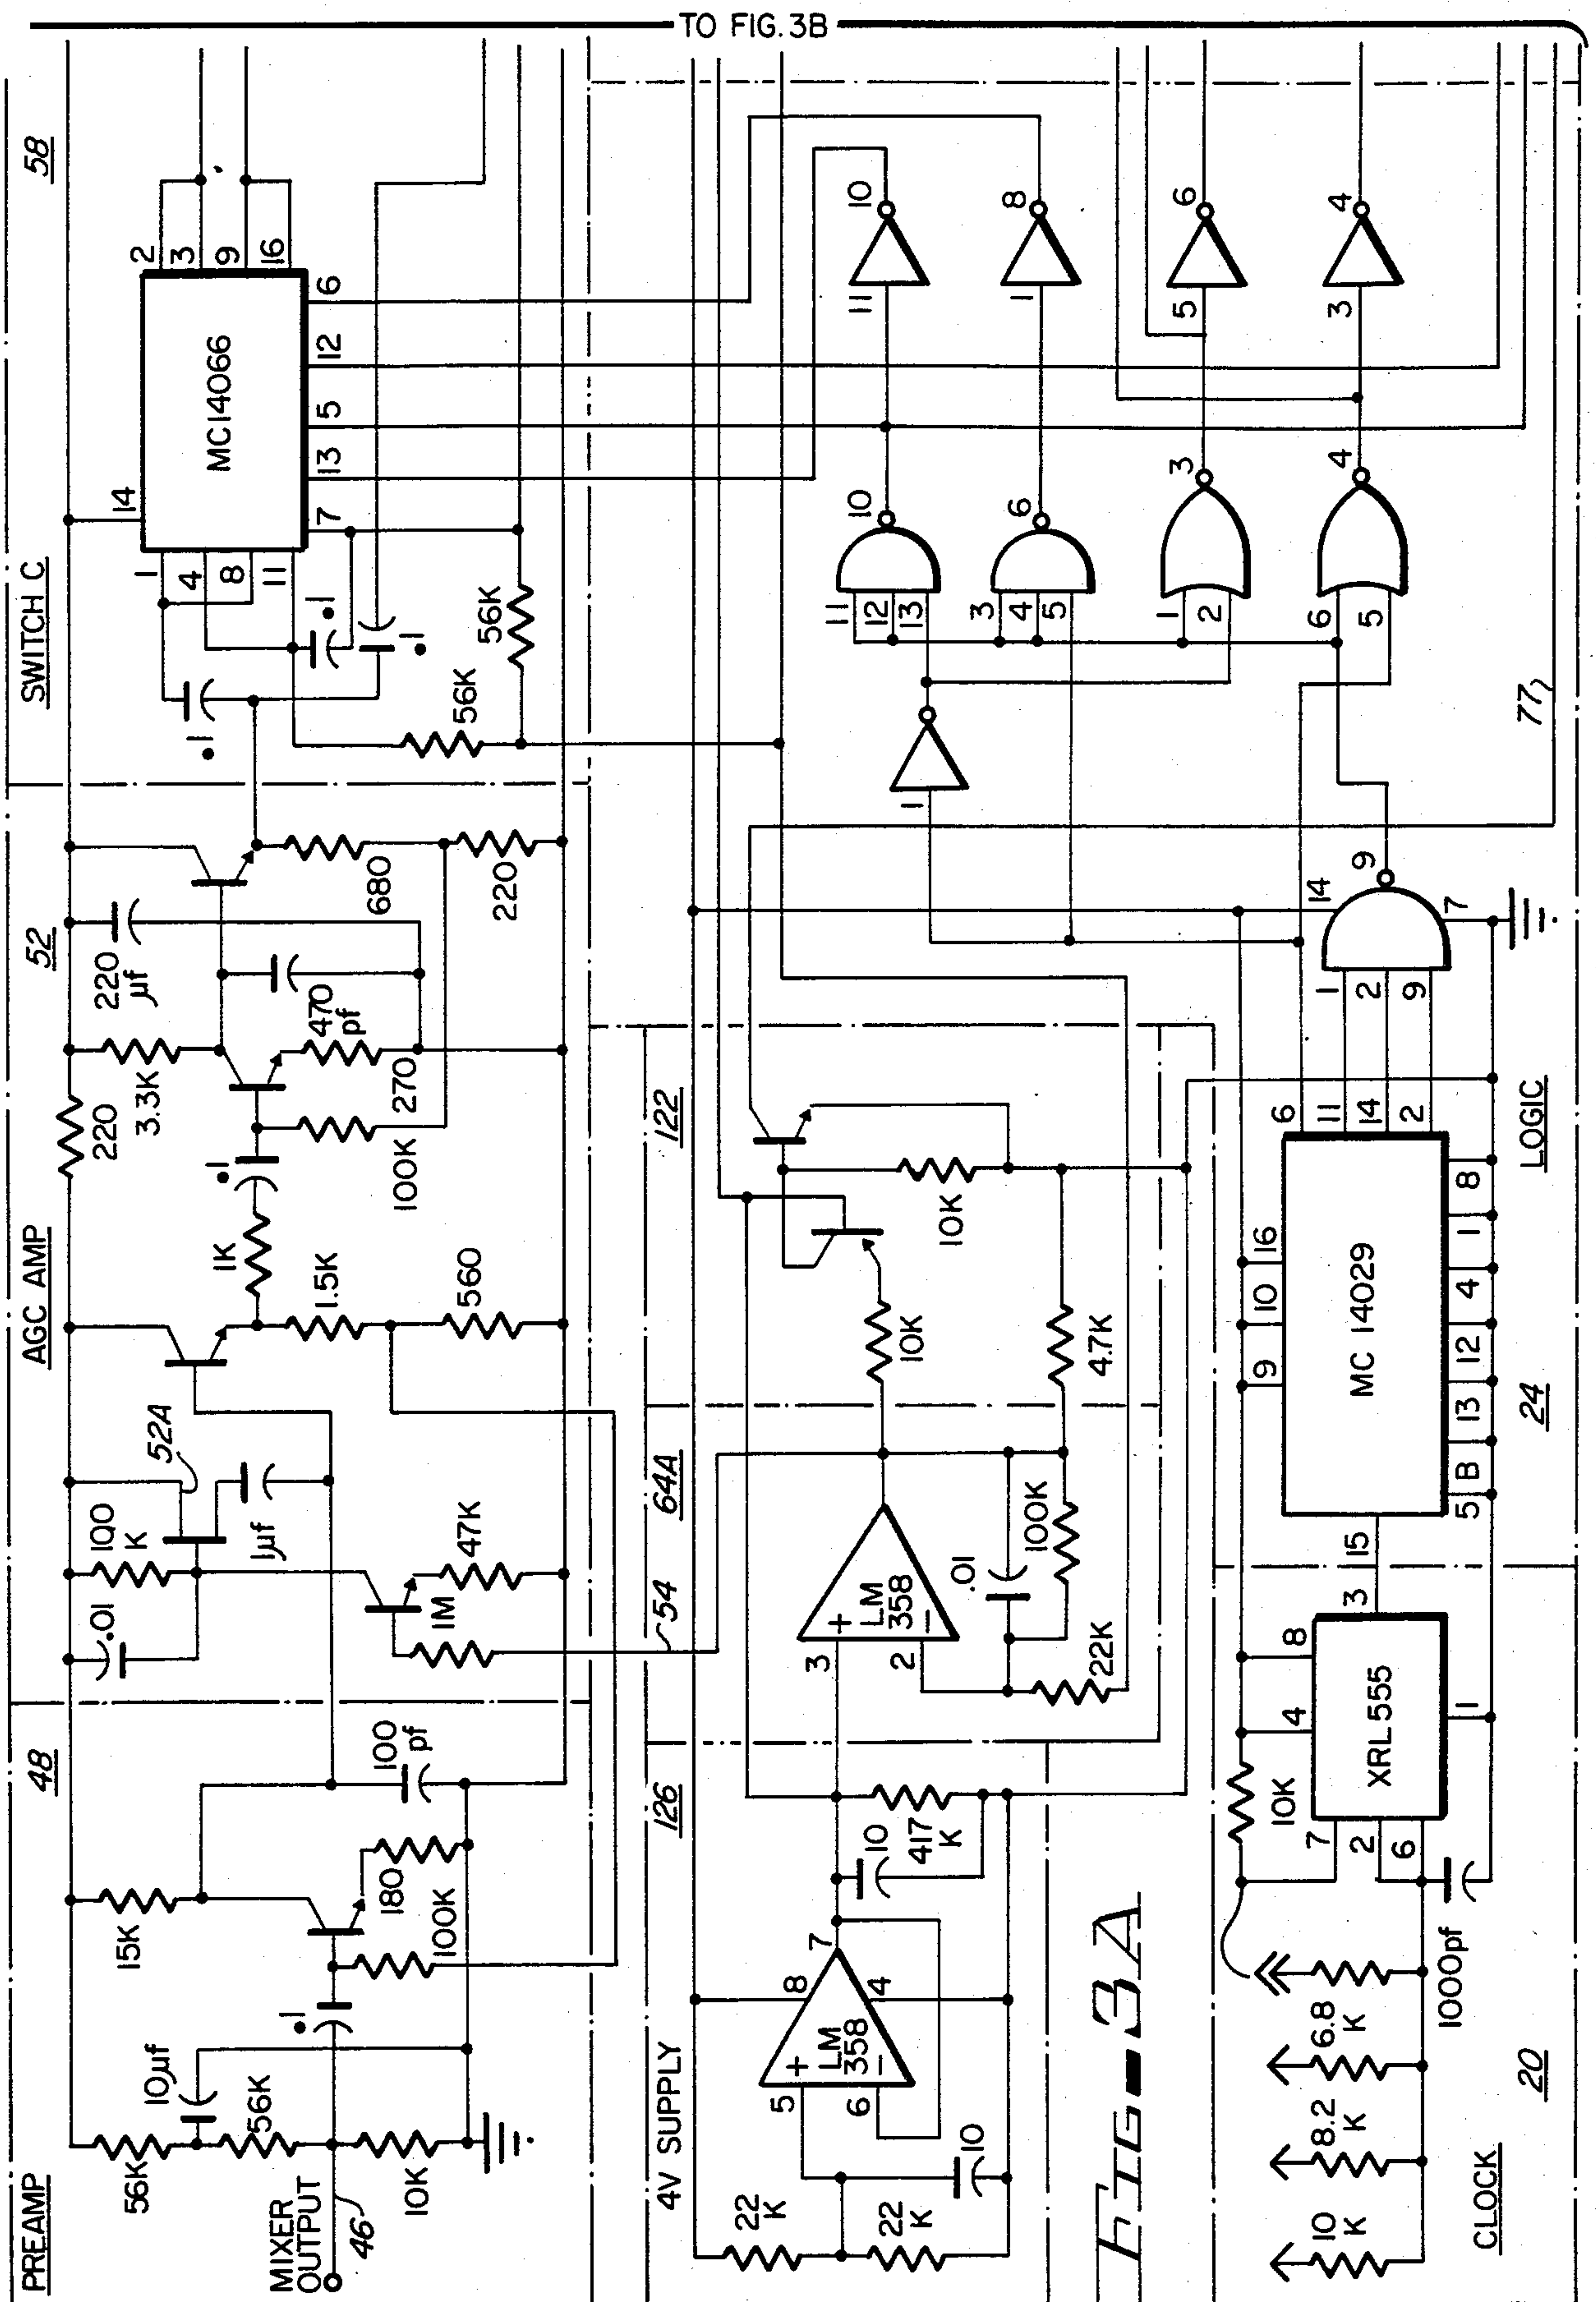 TO FIG. 3B
58
SWITCH C
MC14066
14
2
3
9
16
1
4
8
11
6
12
5
13
7
.1
.1
.1
56K
56K
52
AGC AMP
220
μf
3.3K
220
470
pf
270
100K
680
220
.1
1K
1.5K
560
52A
100
K
1μf
.01
47K
1M
54
48
PREAMP
15K
100
pf
180
100K
.1
10μf
56K
56K
10K
MIXER
OUTPUT
46
10
11
8
1
6
5
4
3
10
11
12
13
6
3
4
5
3
1
2
4
6
5
1
77
9
14
7
1
2
9
122
10K
10K
4.7K
64A
LM
358
+
−
3
2
.01
100K
22K
126
4V SUPPLY
10
417
K
7
8
4
LM
358
+
−
5
6
10
22
K
22
K
FIG-3A
LOGIC
24
MC 14029
6
11
14
2
16
10
9
8
1
4
12
13
B
5
15
3
XRL555
8
4
1
7
2
6
10K
1000pf
6.8
K
8.2
K
10
K
20
CLOCK